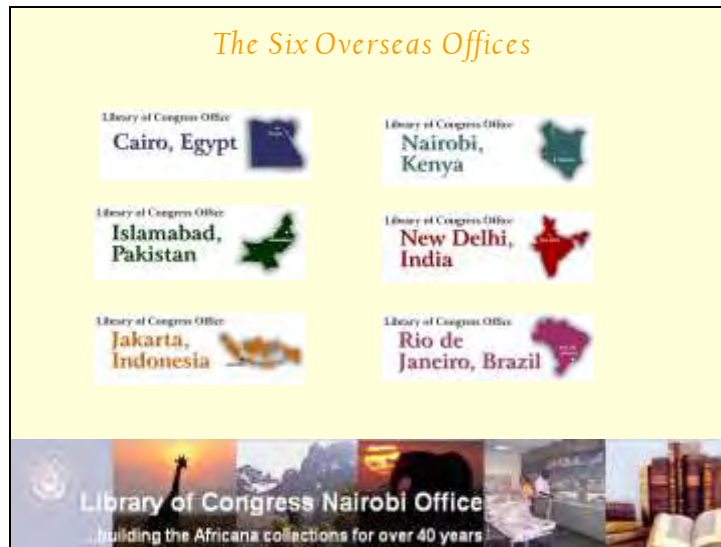 The Six Overseas Offices
Library of Congress Office
Cairo, Egypt
Library of Congress Office
Nairobi,
Kenya
Library of Congress Office
Islamabad,
Pakistan
Library of Congress Office
New Delhi,
India
Library of Congress Office
Jakarta,
Indonesia
Library of Congress Office
Rio de
Janeiro, Brazil
Library of Congress Nairobi Office
...building the Africana collections for over 40 years